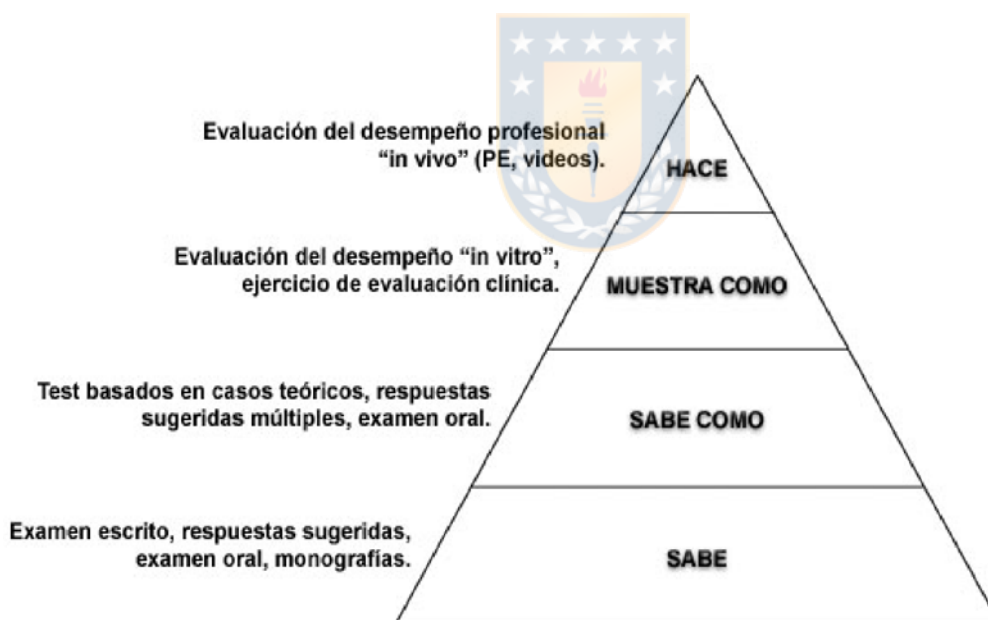 Evaluación del desempeño profesional
“in vivo” (PE, videos).
HACE
Evaluación del desempeño “in vitro”,
ejercicio de evaluación clínica.
MUESTRA COMO
Test basados en casos teóricos, respuestas
sugeridas múltiples, examen oral.
SABE COMO
Examen escrito, respuestas sugeridas,
examen oral, monografías.
SABE